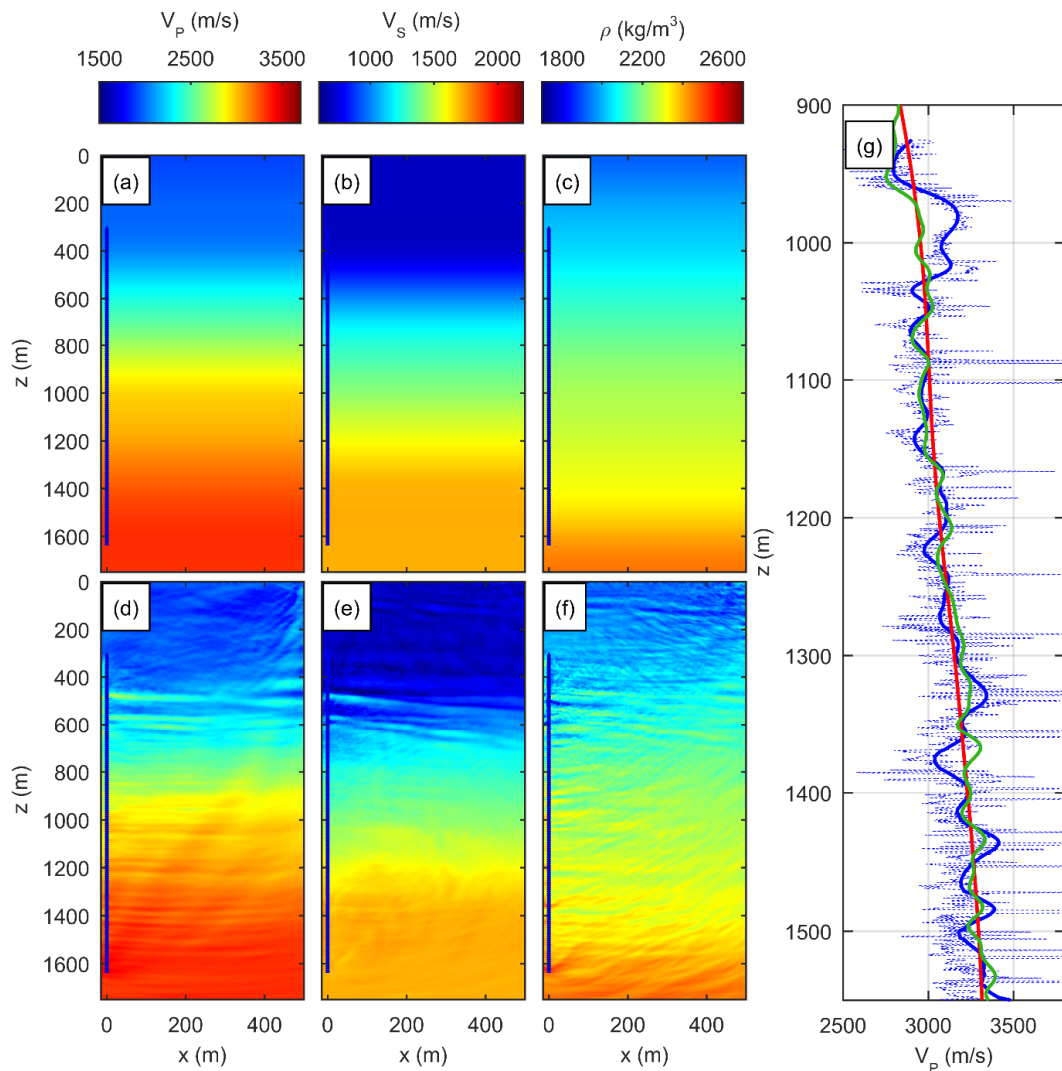 V_P (m/s)
1500 2500 3500
V_S (m/s)
1000 1500 2000
ρ (kg/m³)
1800 2200 2600
(a)
(b)
(c)
0
200
400
600
800
1000
1200
1400
1600
z (m)
(d)
(e)
(f)
0
200
400
600
800
1000
1200
1400
1600
z (m)
0 200 400
x (m)
0 200 400
x (m)
0 200 400
x (m)
(g)
900
1000
1100
1200
1300
1400
1500
z (m)
2500 3000 3500
V_P (m/s)